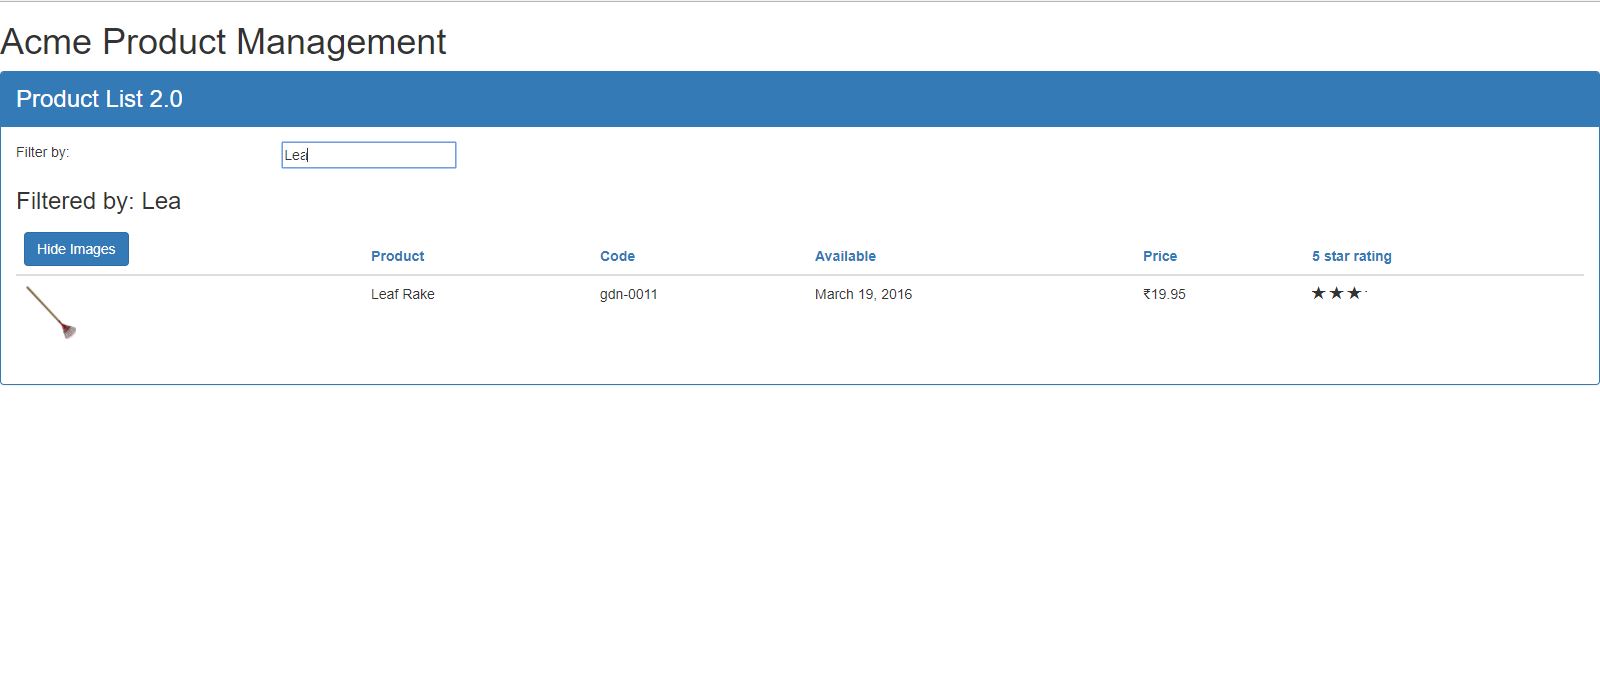 Acme Product Management
Product List 2.0
Filter by: Lea
Filtered by: Lea
Hide Images Product Code Available Price 5 star rating
Leaf Rake gdn-0011 March 19, 2016 ₹19.95